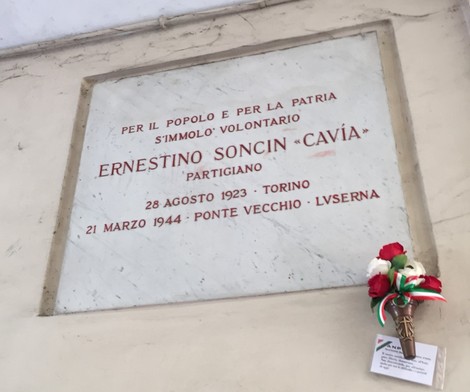 PER IL POPOLO E PER LA PATRIA
S'IMMOLO' VOLONTARIO
ERNESTINO SONCIN «CAVÍA»
PARTIGIANO
28 AGOSTO 1923 · TORINO
21 MARZO 1944 · PONTE VECCHIO · LVSERNA